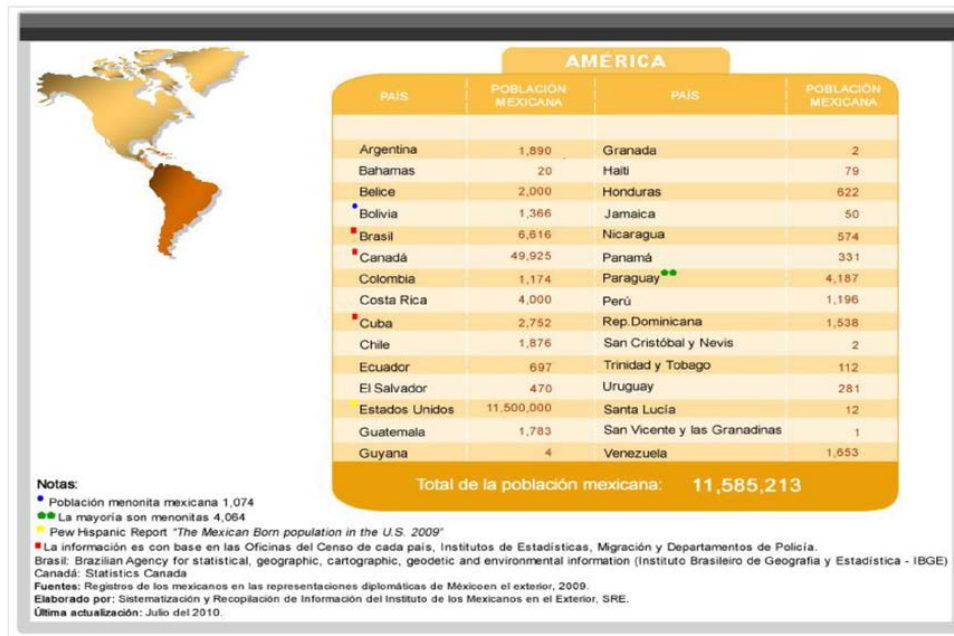 AMÉRICA
PAÍS POBLACIÓN MEXICANA PAÍS POBLACIÓN MEXICANA
Argentina 1,890 Granada 2
Bahamas 20 Haiti 79
Belice 2,000 Honduras 622
Bolivia 1,366 Jamaica 50
Brasil 6,616 Nicaragua 574
Canadá 49,925 Panamá 331
Colombia 1,174 Paraguay 4,187
Costa Rica 4,000 Perú 1,196
Cuba 2,752 Rep.Dominicana 1,538
Chile 1,876 San Cristóbal y Nevis 2
Ecuador 697 Trinidad y Tobago 112
El Salvador 470 Uruguay 281
Estados Unidos 11,500,000 Santa Lucía 12
Guatemala 1,783 San Vicente y las Granadinas 1
Guyana 4 Venezuela 1,653
Total de la población mexicana: 11,585,213
Notas:
Población menonita mexicana 1,074
La mayoría son menonitas 4,064
Pew Hispanic Report "The Mexican Born population in the U.S. 2009"
La información es con base en las Oficinas del Censo de cada país, Institutos de Estadísticas, Migración y Departamentos de Policía.
Brasil: Brazilian Agency for statistical, geographic, cartographic, geodetic and environmental information (Instituto Brasileiro de Geografia y Estadística - IBGE)
Canadá: Statistics Canada
Fuentes: Registros de los mexicanos en las representaciones diplomáticas de Méxicoen el exterior, 2009.
Elaborado por: Sistematización y Recopilación de Información del Instituto de los Mexicanos en el Exterior, SRE.
Última actualización: Julio del 2010.